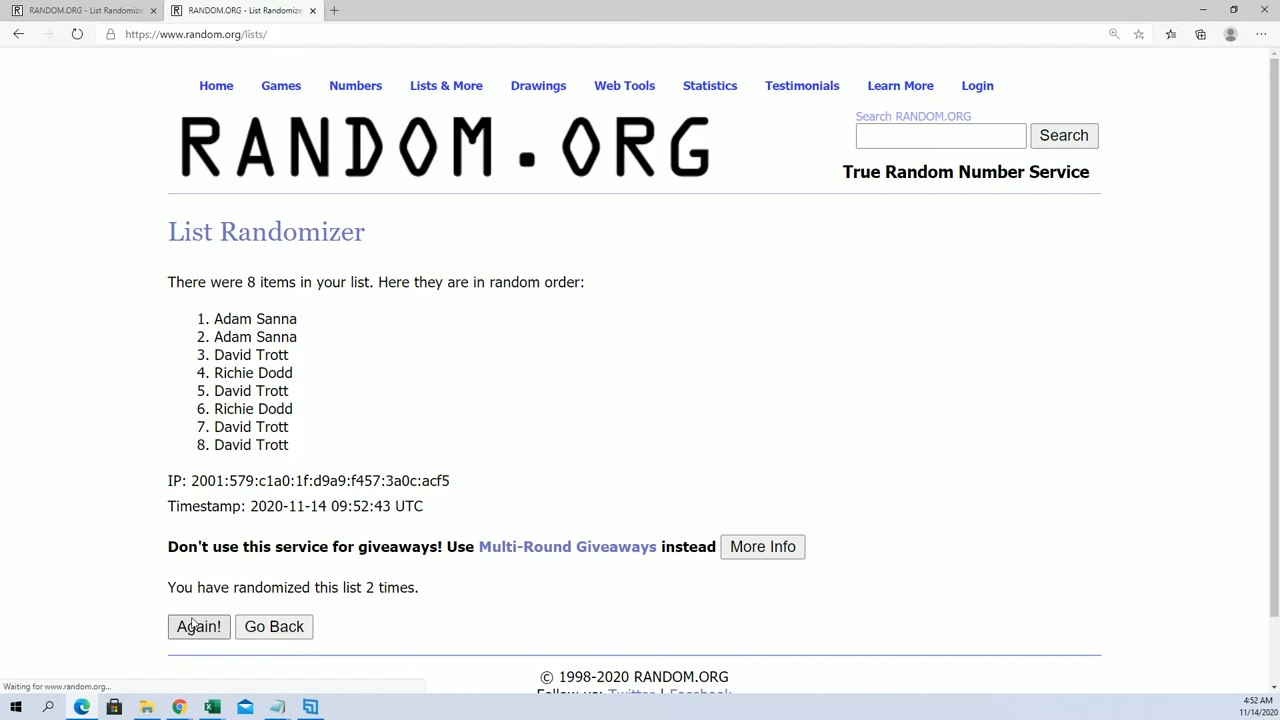 RANDOM.ORG - List Randomize
RANDOM.ORG - List Randomize
https://www.random.org/lists/
Home Games Numbers Lists & More Drawings Web Tools Statistics Testimonials Learn More Login
RANDOM.ORG
Search RANDOM.ORG
Search
True Random Number Service
List Randomizer
There were 8 items in your list. Here they are in random order:
1. Adam Sanna
2. Adam Sanna
3. David Trott
4. Richie Dodd
5. David Trott
6. Richie Dodd
7. David Trott
8. David Trott
IP: 2001:579:c1a0:1f:d9a9:f457:3a0c:acf5
Timestamp: 2020-11-14 09:52:43 UTC
Don't use this service for giveaways! Use Multi-Round Giveaways instead More Info
You have randomized this list 2 times.
Again! Go Back
© 1998-2020 RANDOM.ORG
Follow us: Twitter | Facebook
Waiting for www.random.org...
4:52 AM
11/14/2020